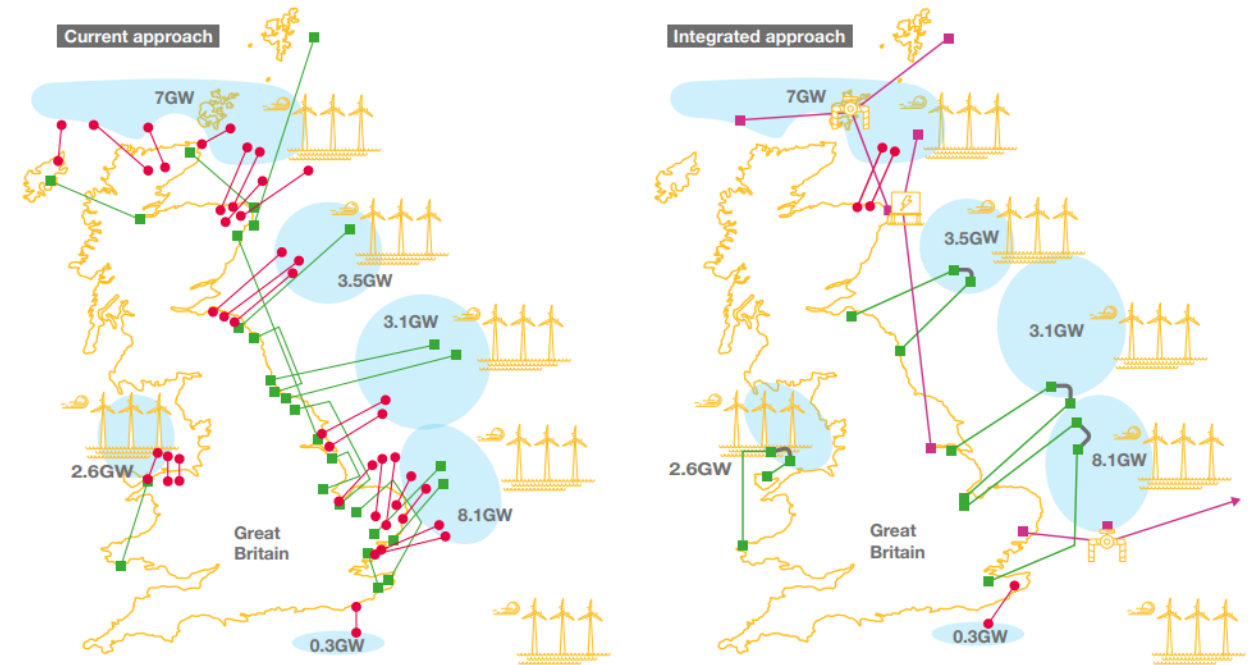 Current approach
7GW
3.5GW
3.1GW
2.6GW
8.1GW
Great
Britain
0.3GW
Integrated approach
7GW
3.5GW
3.1GW
2.6GW
8.1GW
Great
Britain
0.3GW